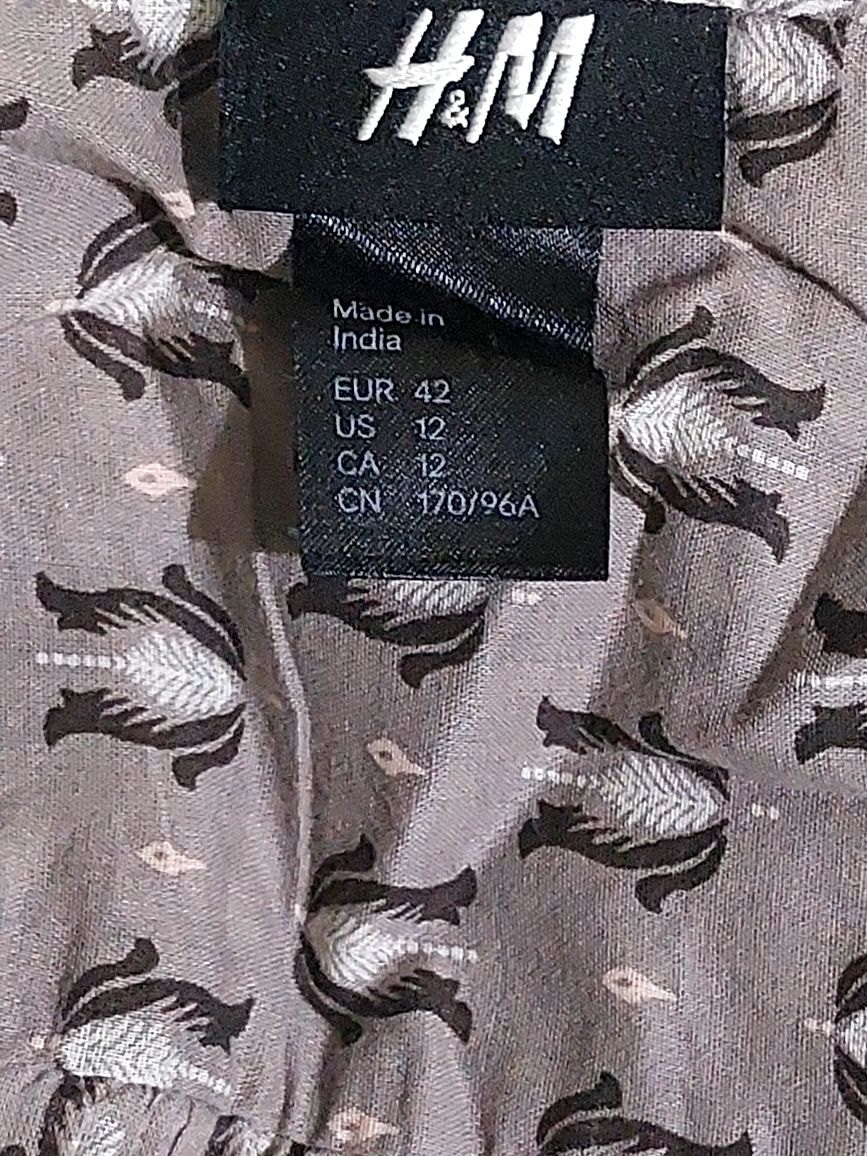 H&M
Made in
India
EUR 42
US 12
CA 12
CN 170/96A